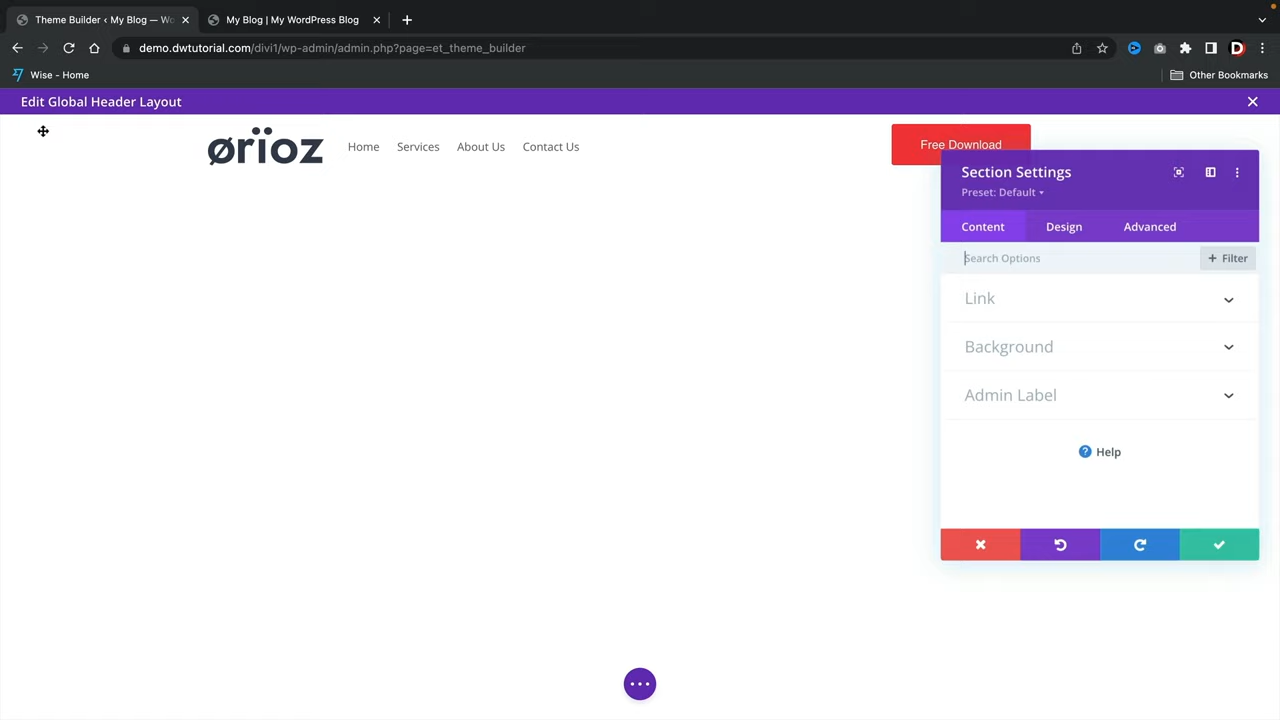 Theme Builder ‹ My Blog — Wo
My Blog | My WordPress Blog
demo.dwtutorial.com/divi1/wp-admin/admin.php?page=et_theme_builder
D
Wise - Home
Other Bookmarks
Edit Global Header Layout
ørïoz
Home
Services
About Us
Contact Us
Free Download
Section Settings
Preset: Default
Content
Design
Advanced
Search Options
+ Filter
Link
Background
Admin Label
? Help